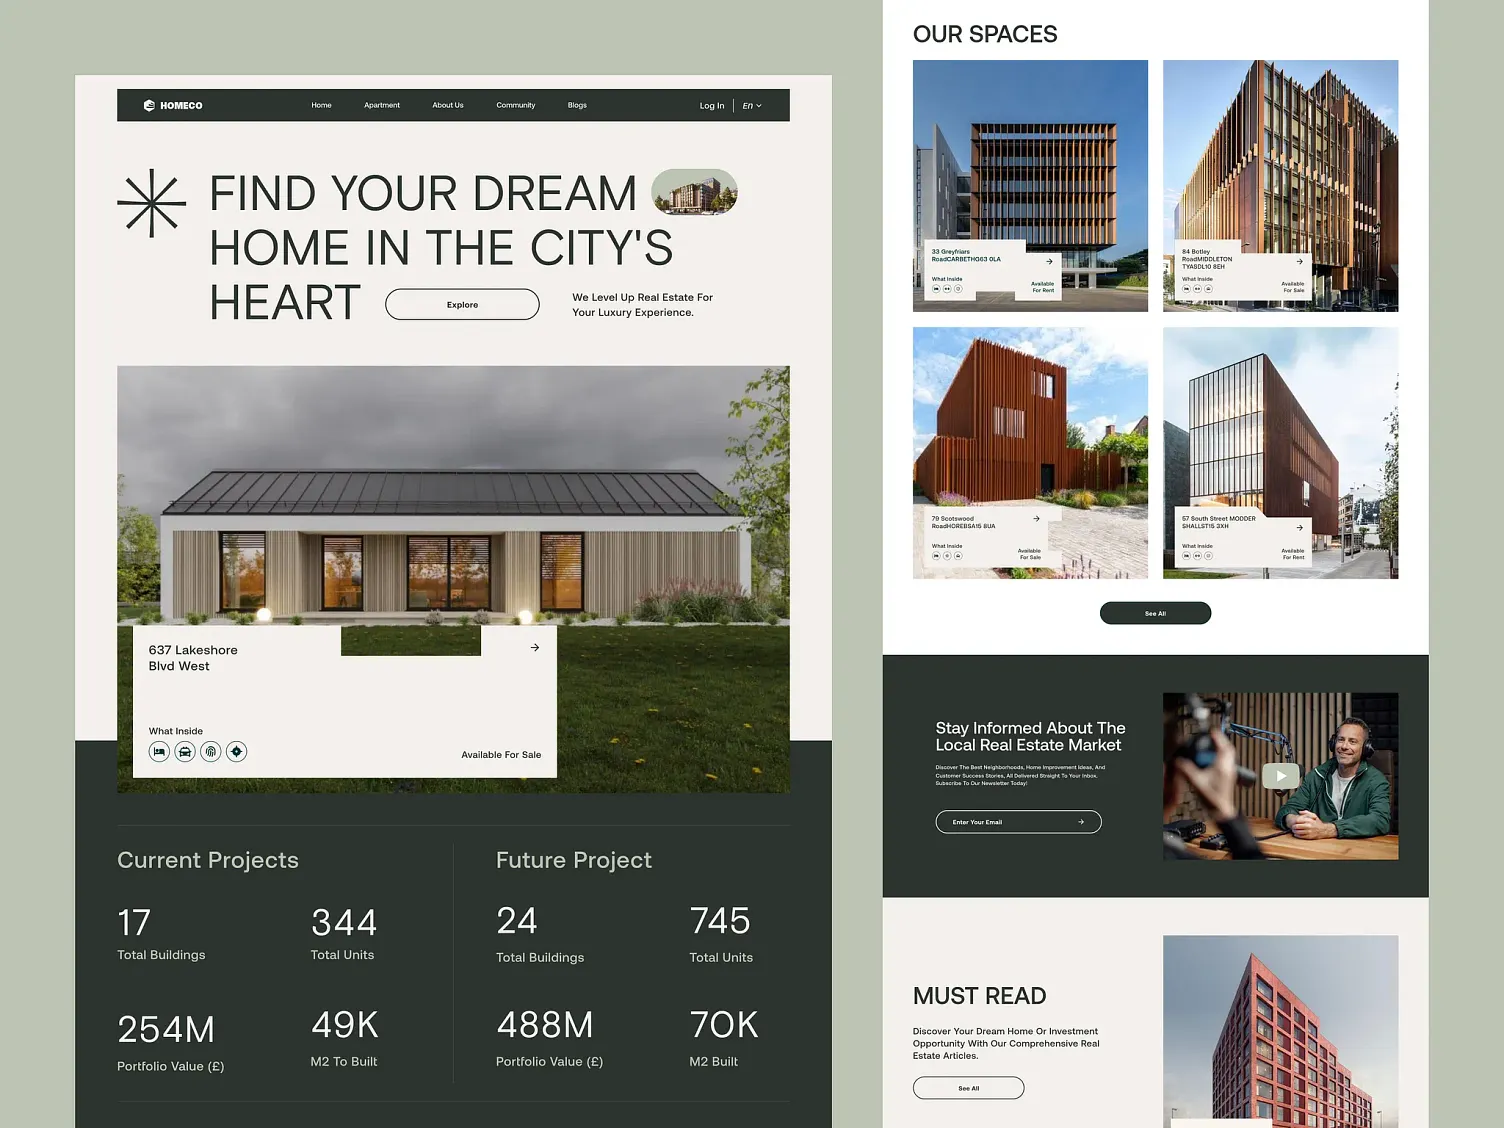 HOMECO
Home
Apartment
About Us
Community
Blogs
Log In
En
FIND YOUR DREAM
HOME IN THE CITY'S
HEART
Explore
We Level Up Real Estate For
Your Luxury Experience.
637 Lakeshore
Blvd West
What Inside
Available For Sale
Current Projects
17
Total Buildings
344
Total Units
254M
Portfolio Value (£)
49K
M2 To Built
Future Project
24
Total Buildings
745
Total Units
488M
Portfolio Value (£)
70K
M2 Built
OUR SPACES
33 Greyfriars
RoadCARBETHG63 0LA
What Inside
Available
For Rent
84 Botley
RoadMIDDLETON
TYASDL10 8EH
What Inside
Available
For Sale
79 Scotswood
RoadHOREBSA15 8UA
What Inside
Available
For Sale
57 South Street MODDER
SHALLST15 3XH
What Inside
Available
For Rent
See All
Stay Informed About The
Local Real Estate Market
Discover The Best Neighborhoods, Home Improvement Ideas, And
Customer Success Stories, All Delivered Straight To Your Inbox.
Subscribe To Our Newsletter Today!
Enter Your Email
MUST READ
Discover Your Dream Home Or Investment
Opportunity With Our Comprehensive Real
Estate Articles.
See All